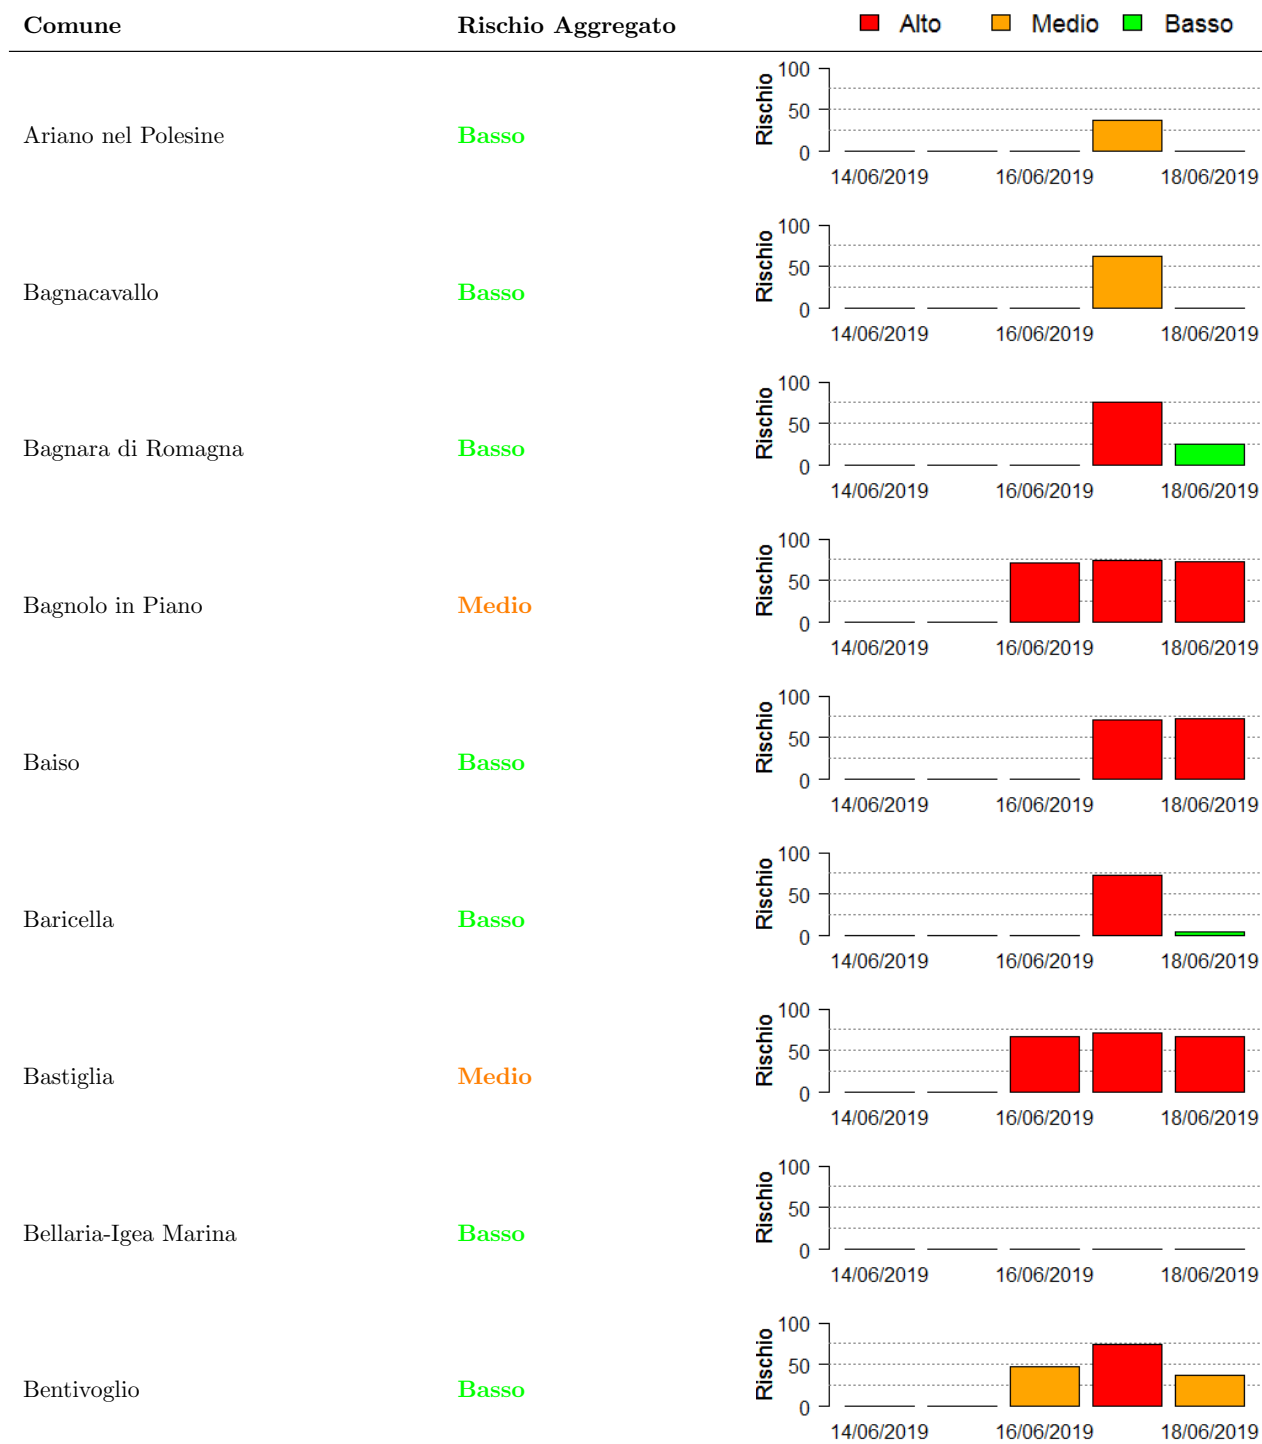 Comune Rischio Aggregato Alto Medio Basso
Ariano nel Polesine Basso
Rischio
100
50
0
14/06/2019 16/06/2019 18/06/2019
Bagnacavallo Basso
Rischio
100
50
0
14/06/2019 16/06/2019 18/06/2019
Bagnara di Romagna Basso
Rischio
100
50
0
14/06/2019 16/06/2019 18/06/2019
Bagnolo in Piano Medio
Rischio
100
50
0
14/06/2019 16/06/2019 18/06/2019
Baiso Basso
Rischio
100
50
0
14/06/2019 16/06/2019 18/06/2019
Baricella Basso
Rischio
100
50
0
14/06/2019 16/06/2019 18/06/2019
Bastiglia Medio
Rischio
100
50
0
14/06/2019 16/06/2019 18/06/2019
Bellaria-Igea Marina Basso
Rischio
100
50
0
14/06/2019 16/06/2019 18/06/2019
Bentivoglio Basso
Rischio
100
50
0
14/06/2019 16/06/2019 18/06/2019